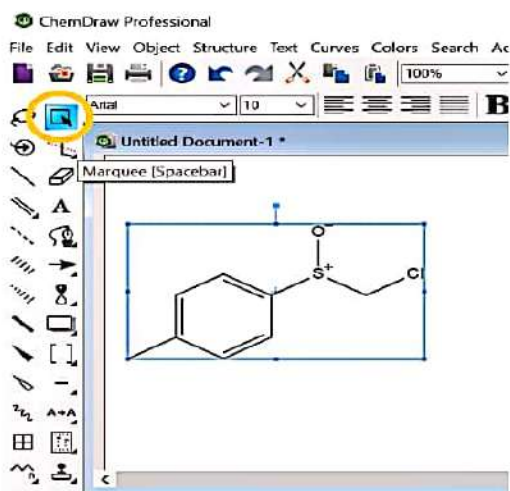 ChemDraw Professional
File Edit View Object Structure Text Curves Colors Search Ac
100%
Arial 10 B
Untitled Document-1 *
Marquee [Spacebar]
A
O−
S+
Cl
A→A